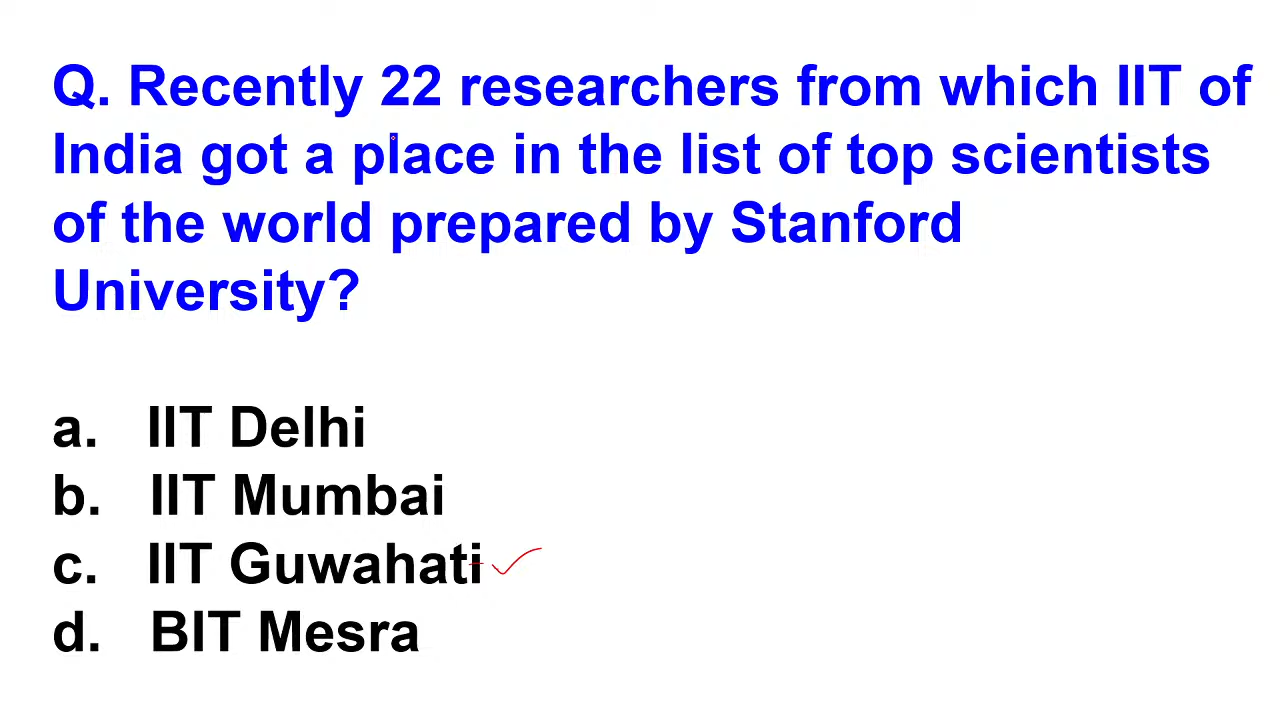 Q. Recently 22 researchers from which IIT of
India got a place in the list of top scientists
of the world prepared by Stanford
University?
a. IIT Delhi
b. IIT Mumbai
c. IIT Guwahati
d. BIT Mesra